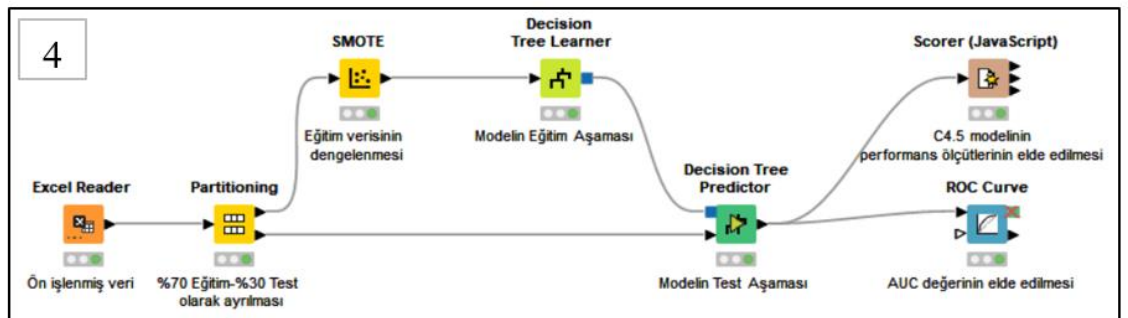 4
SMOTE
Eğitim verisinin
dengelenmesi
Decision
Tree Learner
Modelin Eğitim Aşaması
Scorer (JavaScript)
C4.5 modelinin
performans ölçütlerinin elde edilmesi
Excel Reader
Ön işlenmiş veri
Partitioning
%70 Eğitim-%30 Test
olarak ayrılması
Decision Tree
Predictor
Modelin Test Aşaması
ROC Curve
AUC değerinin elde edilmesi